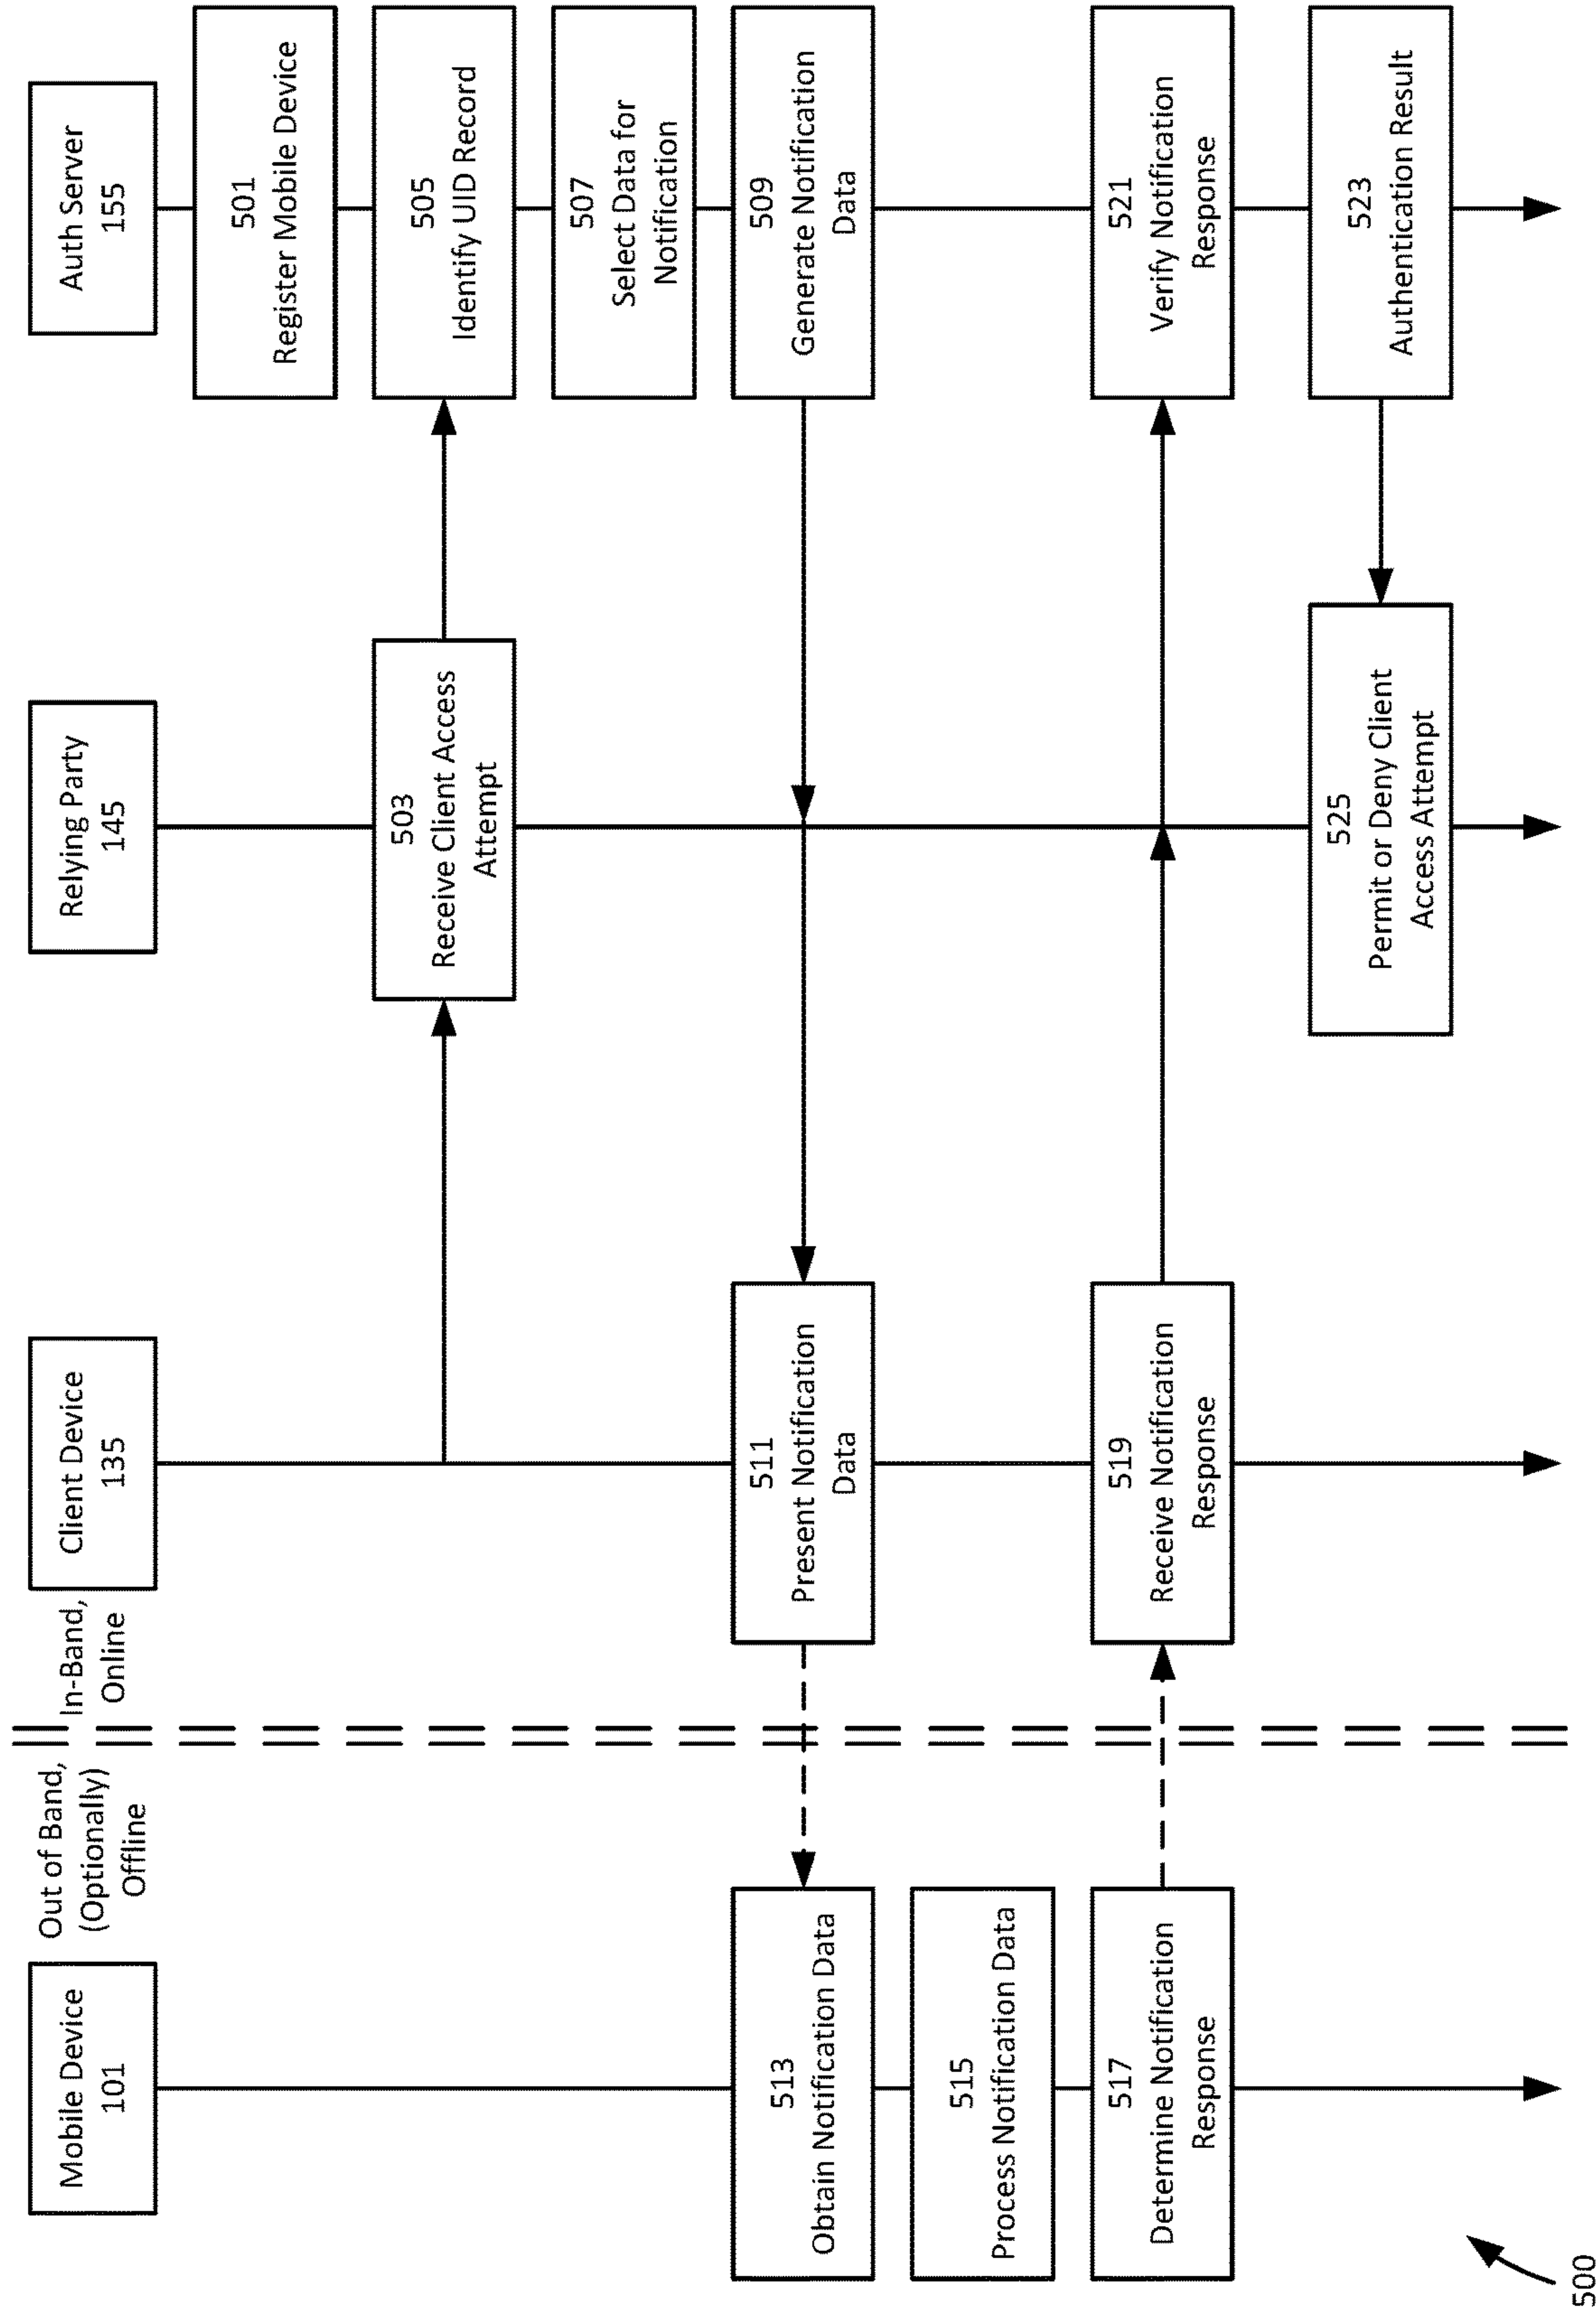 Mobile Device
101
Out of Band,
(Optionally)
Offline
In-Band,
Online
Client Device
135
Relying Party
145
Auth Server
155
501
Register Mobile Device
503
Receive Client Access
Attempt
505
Identify UID Record
507
Select Data for
Notification
509
Generate Notification
Data
511
Present Notification
Data
513
Obtain Notification Data
515
Process Notification Data
517
Determine Notification
Response
519
Receive Notification
Response
521
Verify Notification
Response
523
Authentication Result
525
Permit or Deny Client
Access Attempt
500